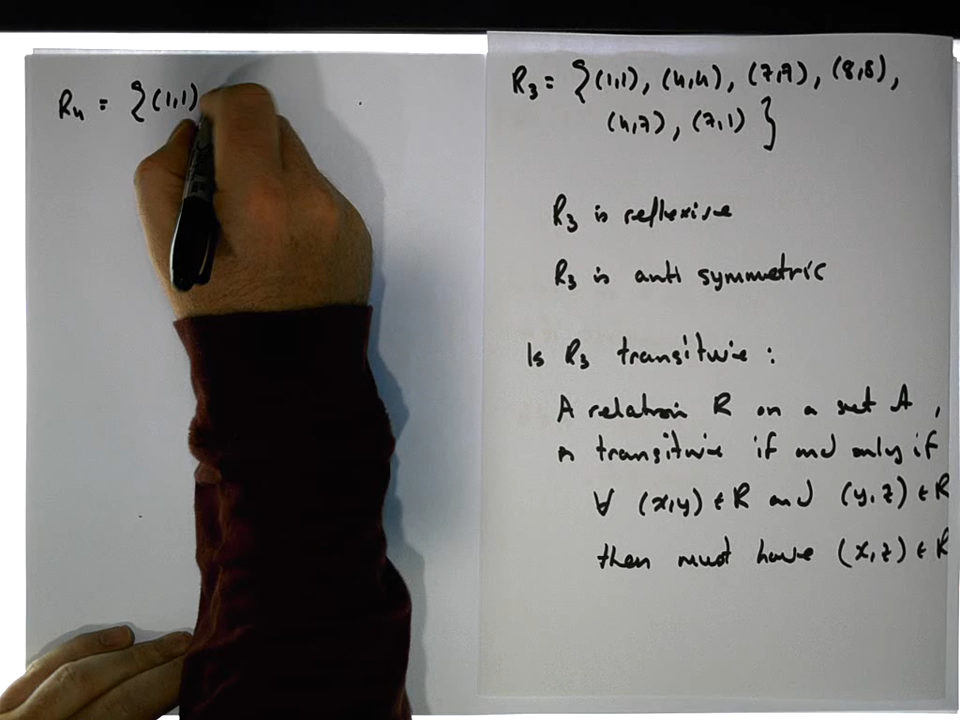 R₄ = {(1,1)
R₃ = {(1,1), (4,4), (7,7), (8,8),
(4,7), (7,1) }
R₃ is reflexive
R₃ is anti symmetric
Is R₃ transitive :
A relation R on a set A ,
is transitive if and only if
∀ (x,y) ∈ R and (y,z) ∈ R
then must have (x,z) ∈ R